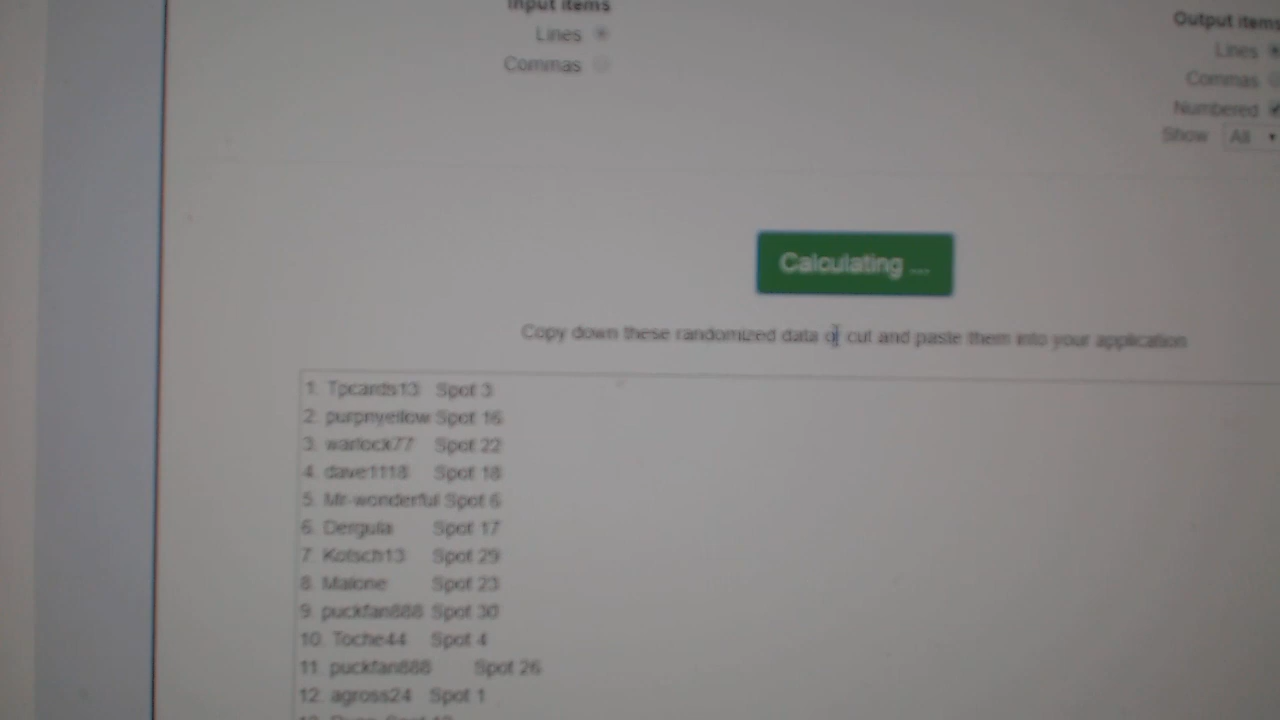 Input items
Lines
Commas
Output items
Lines
Commas
Numbered
Show All
Calculating ...
Copy down these randomized data or cut and paste them into your application
1. Tpcards13 Spot 3
2. purpnyellow Spot 16
3. warlock77 Spot 22
4. dave1118 Spot 18
5. Mr-wonderful Spot 6
6. Dergula Spot 17
7. Kotsch13 Spot 29
8. Malone Spot 23
9. puckfan888 Spot 30
10. Toche44 Spot 4
11. puckfan888 Spot 26
12. agross24 Spot 1